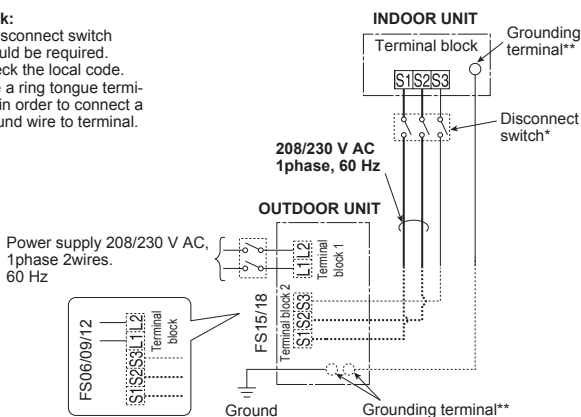 k:
isconnect switch
uld be required.
eck the local code.
e a ring tongue termi-
in order to connect a
und wire to terminal.
INDOOR UNIT
Terminal block
Grounding
terminal**
S1 S2 S3
Disconnect
switch*
208/230 V AC
1phase, 60 Hz
OUTDOOR UNIT
Power supply 208/230 V AC,
1phase 2wires.
60 Hz
L1 L2
Terminal
block 1
FS15/18
Terminal block 2
S1 S2 S3
FS06/09/12
S1 S2 S3 L1 L2
Terminal
block
Ground
Grounding terminal**